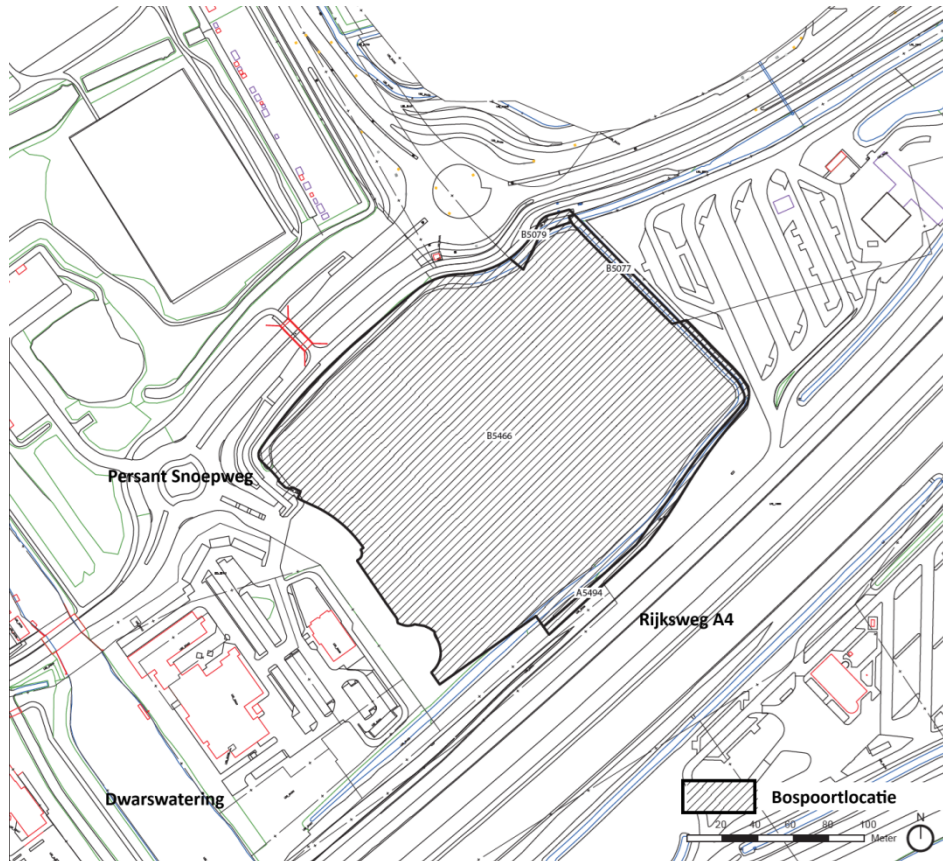 B5079
B5077
B5466
Persant Snoepweg
A5494
Rijksweg A4
Dwarswatering
Bospoortlocatie
20 40 60 80 100
Meter
N